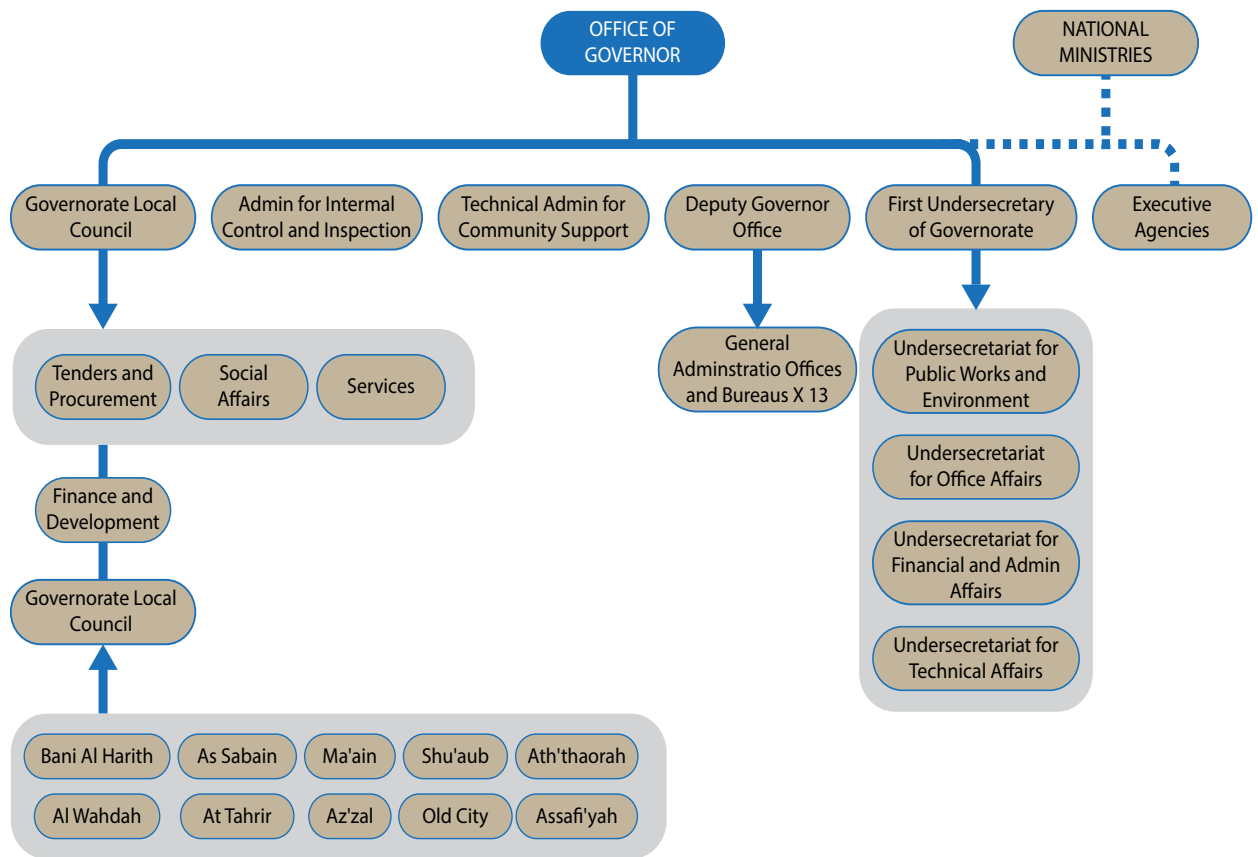 OFFICE OF
GOVERNOR
NATIONAL
MINISTRIES
Governorate Local
Council
Admin for Intermal
Control and Inspection
Technical Admin for
Community Support
Deputy Governor
Office
First Undersecretary
of Governorate
Executive
Agencies
Tenders and
Procurement
Social
Affairs
Services
General
Adminstratio Offices
and Bureaus X 13
Undersecretariat for
Public Works and
Environment
Undersecretariat
for Office Affairs
Undersecretariat for
Financial and Admin
Affairs
Undersecretariat for
Technical Affairs
Finance and
Development
Governorate Local
Council
Bani Al Harith
As Sabain
Ma'ain
Shu'aub
Ath'thaorah
Al Wahdah
At Tahrir
Az'zal
Old City
Assafi'yah